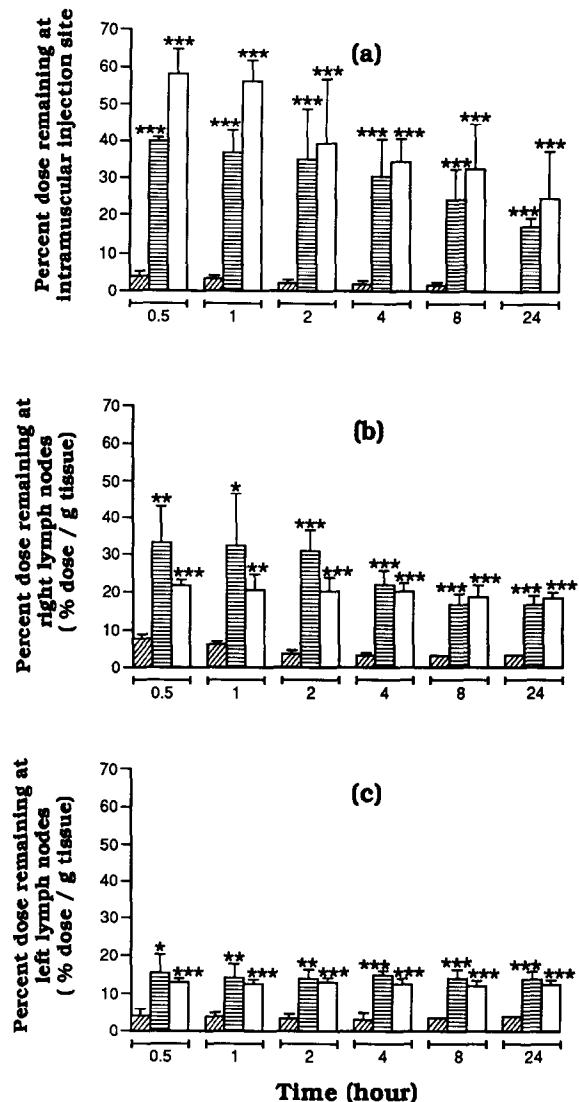 Percent dose remaining at
intramuscular injection site
(a)
70
60
50
40
30
20
10
0
*** *** *** *** *** *** *** *** *** *** *** ***
0.5 1 2 4 8 24
Percent dose remaining at
right lymph nodes
( % dose / g tissue)
(b)
70
60
50
40
30
20
10
0
** *** * ** *** *** *** *** *** *** *** ***
0.5 1 2 4 8 24
Percent dose remaining at
left lymph nodes
( % dose / g tissue)
(c)
70
60
50
40
30
20
10
0
* *** ** *** ** *** *** *** *** *** *** ***
0.5 1 2 4 8 24
Time (hour)